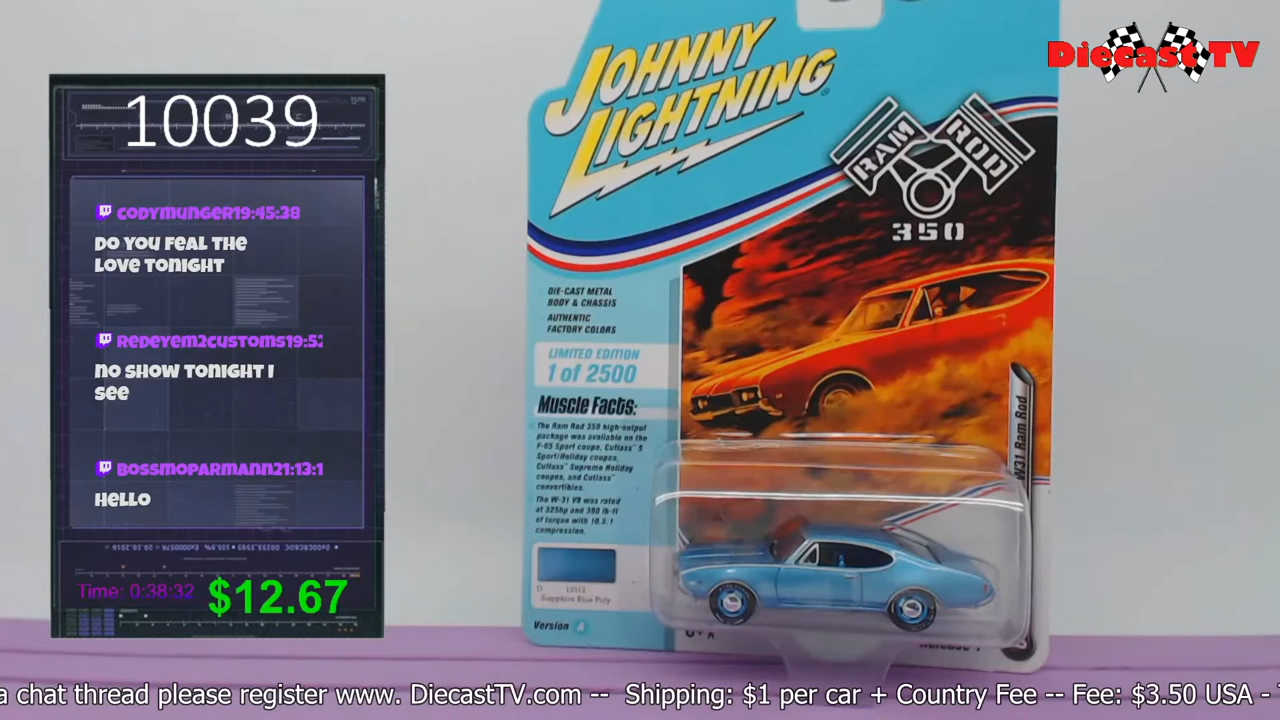 10039
codymunger19:45:38
Do you feal the
love tonight
Redeyem2customs19:5
no show tonight I
see
Bossmoparmann21:13:1
Hello
Time: 0:38:32
$12.67
JOHNNY
LIGHTNING
RAM ROD
350
DIE-CAST METAL
BODY & CHASSIS
AUTHENTIC
FACTORY COLORS
LIMITED EDITION
1 of 2500
Muscle Facts:
The Ram Rod 350 high-output
package was available on the
F-85 Sport coupe, Cutlass™ S
Sport/Holiday coupes,
Cutlass™ Supreme Holiday
coupes, and Cutlass™
convertibles.
The W-31 V8 was rated
at 325hp and 360 lb-ft
of torque with 10.5:1
compression.
Sapphire Blue Poly
Version A
W31 Ram Rod
Diecast TV
a chat thread please register www. DiecastTV.com -- Shipping: $1 per car + Country Fee -- Fee: $3.50 USA -